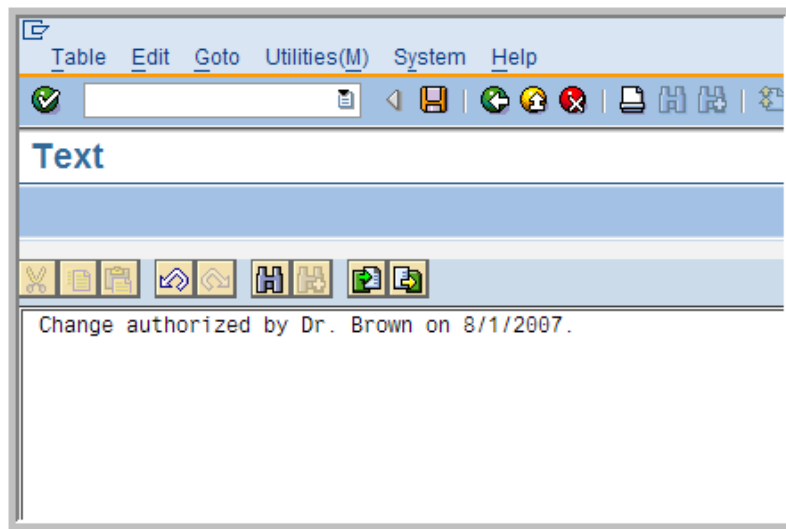 Table Edit Goto Utilities(M) System Help
Text
Change authorized by Dr. Brown on 8/1/2007.